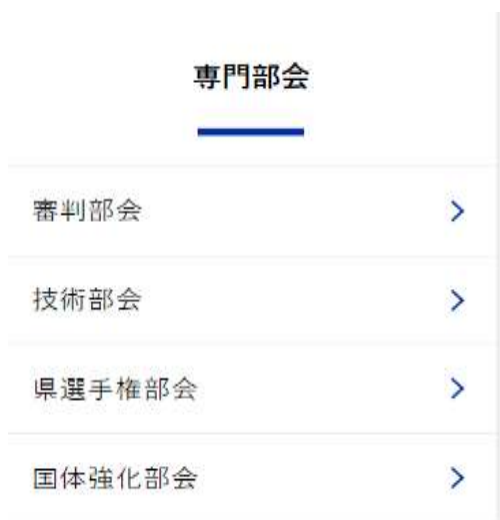 専門部会
審判部会
技術部会
県選手権部会
国体強化部会